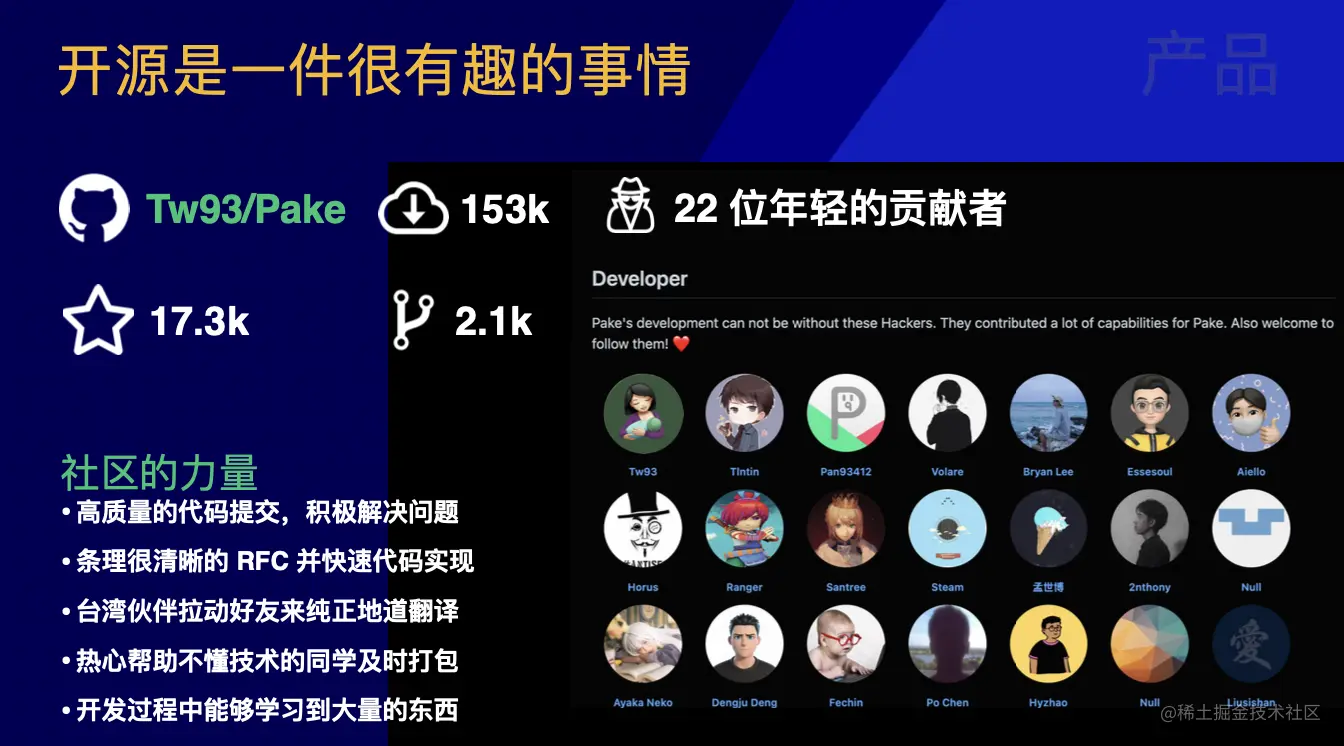 开源是一件很有趣的事情
产品
Tw93/Pake
153k
22 位年轻的贡献者
17.3k
2.1k
Developer
Pake's development can not be without these Hackers. They contributed a lot of capabilities for Pake. Also welcome to
follow them! ❤️
Tw93 Tlntin Pan93412 Volare Bryan Lee Essesoul Aiello
Horus Ranger Santree Steam 孟世博 2nthony Null
愛
Ayaka Neko Dengju Deng Fechin Po Chen Hyzhao Null Liusishan
社区的力量
• 高质量的代码提交，积极解决问题
• 条理很清晰的 RFC 并快速代码实现
• 台湾伙伴拉动好友来纯正地道翻译
• 热心帮助不懂技术的同学及时打包
• 开发过程中能够学习到大量的东西
@稀土掘金技术社区